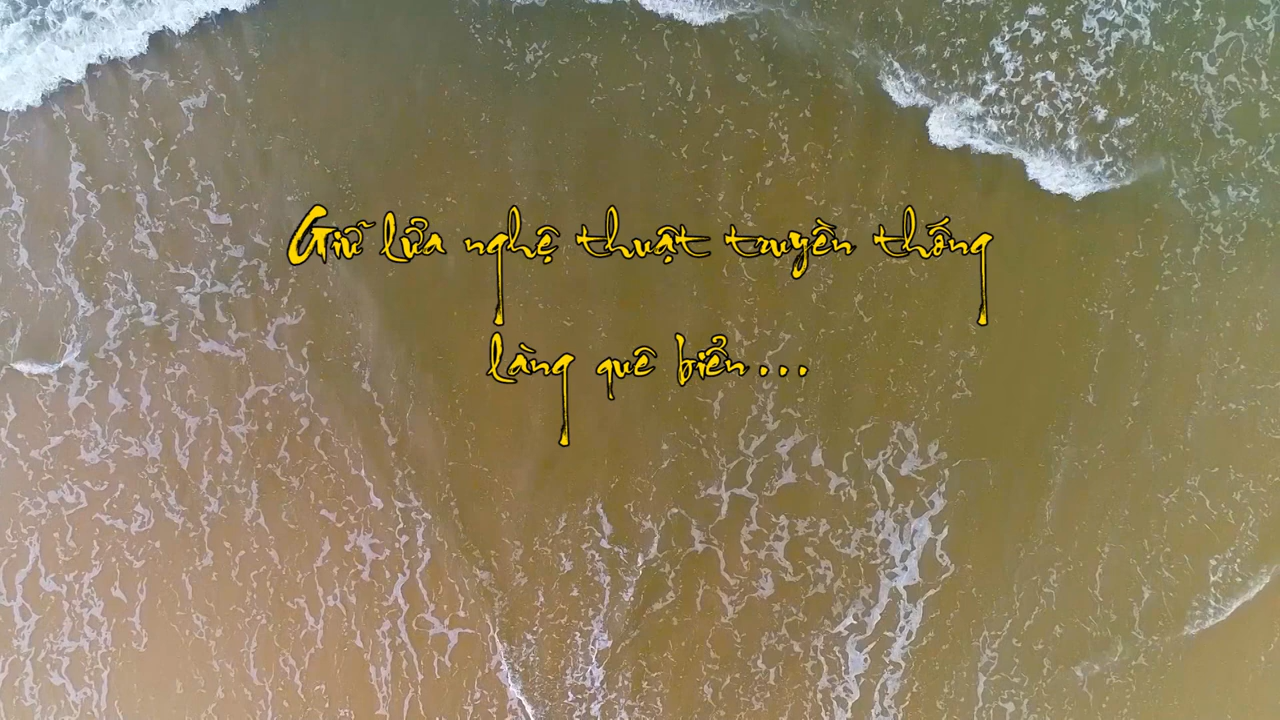 Giữ lửa nghệ thuật truyền thống
làng quê biển...